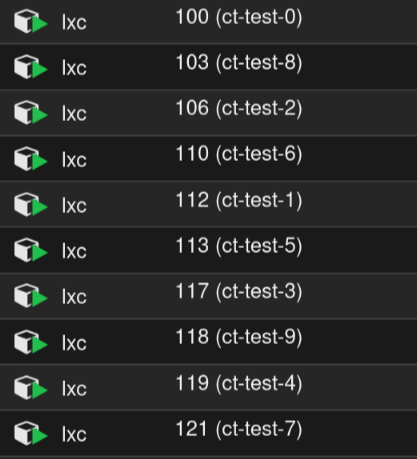 lxc 100 (ct-test-0)
lxc 103 (ct-test-8)
lxc 106 (ct-test-2)
lxc 110 (ct-test-6)
lxc 112 (ct-test-1)
lxc 113 (ct-test-5)
lxc 117 (ct-test-3)
lxc 118 (ct-test-9)
lxc 119 (ct-test-4)
lxc 121 (ct-test-7)